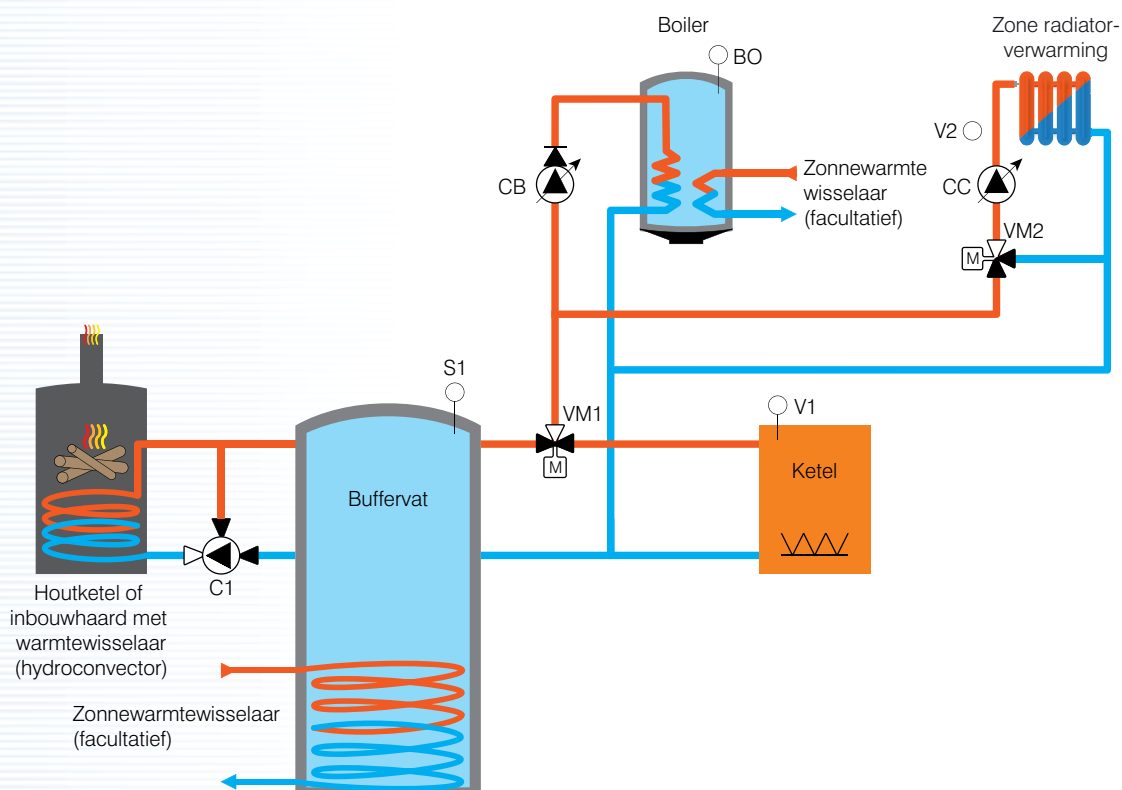 Boiler
BO
Zone radiator-
verwarming
V2
CB
CC
Zonnewarmte
wisselaar
(facultatief)
VM2
M
S1
VM1
M
V1
Ketel
Buffervat
C1
Houtketel of
inbouwhaard met
warmtewisselaar
(hydroconvector)
Zonnewarmtewisselaar
(facultatief)